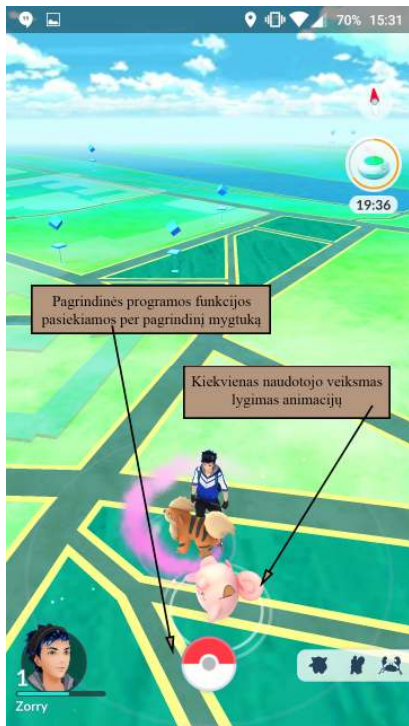 70% 15:31
19:36
Pagrindinės programos funkcijos
pasiekiamos per pagrindinį mygtuką
Kiekvienas naudotojo veiksmas
lygimas animacijų
1
Zorry